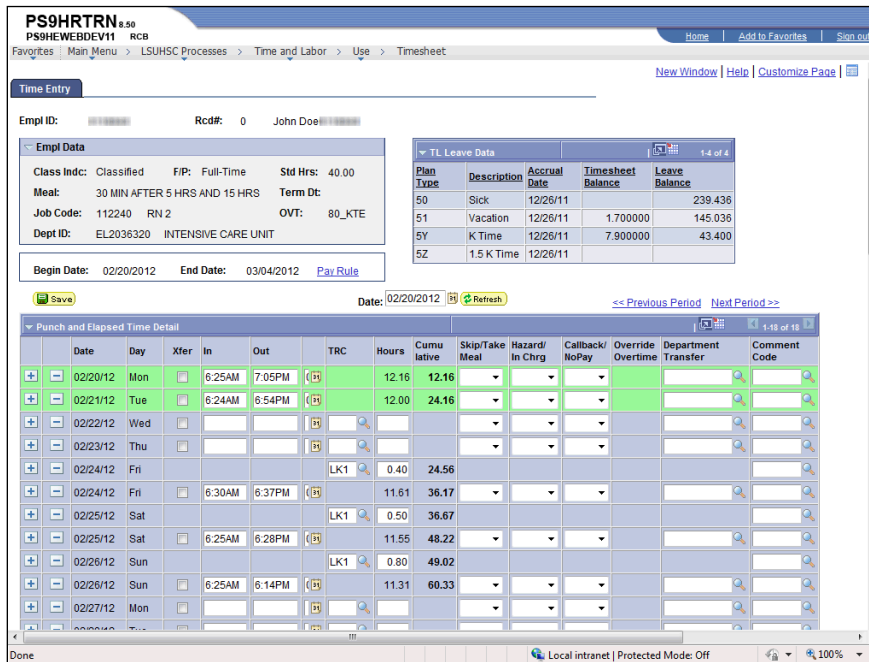 PS9HRTRN 8.50
PS9HEWEBDEV11 RCB
Home | Add to Favorites | Sign out
Favorites Main Menu > LSUHSC Processes > Time and Labor > Use > Timesheet
New Window | Help | Customize Page |
Time Entry
Empl ID: Rcd#: 0 John Doe
Empl Data
Class Indc: Classified F/P: Full-Time Std Hrs: 40.00
Meal: 30 MIN AFTER 5 HRS AND 15 HRS Term Dt:
Job Code: 112240 RN 2 OVT: 80_KTE
Dept ID: EL2036320 INTENSIVE CARE UNIT
TL Leave Data 1-4 of 4
Plan Type Description Accrual Date Timesheet Balance Leave Balance
50 Sick 12/26/11 239.436
51 Vacation 12/26/11 1.700000 145.036
5Y K Time 12/26/11 7.900000 43.400
5Z 1.5 K Time 12/26/11
Begin Date: 02/20/2012 End Date: 03/04/2012 Pay Rule
Save Date: 02/20/2012 31 Refresh << Previous Period Next Period >>
Punch and Elapsed Time Detail 1-18 of 18
Date Day Xfer In Out TRC Hours Cumu lative Skip/Take Meal Hazard/ In Chrg Callback/ NoPay Override Overtime Department Transfer Comment Code
02/20/12 Mon 6:25AM 7:05PM ( 31 12.16 12.16
02/21/12 Tue 6:24AM 6:54PM ( 31 12.00 24.16
02/22/12 Wed 31
02/23/12 Thu 31
02/24/12 Fri LK1 0.40 24.56
02/24/12 Fri 6:30AM 6:37PM ( 31 11.61 36.17
02/25/12 Sat LK1 0.50 36.67
02/25/12 Sat 6:25AM 6:28PM ( 31 11.55 48.22
02/26/12 Sun LK1 0.80 49.02
02/26/12 Sun 6:25AM 6:14PM ( 31 11.31 60.33
02/27/12 Mon 31
Done Local intranet | Protected Mode: Off 100%